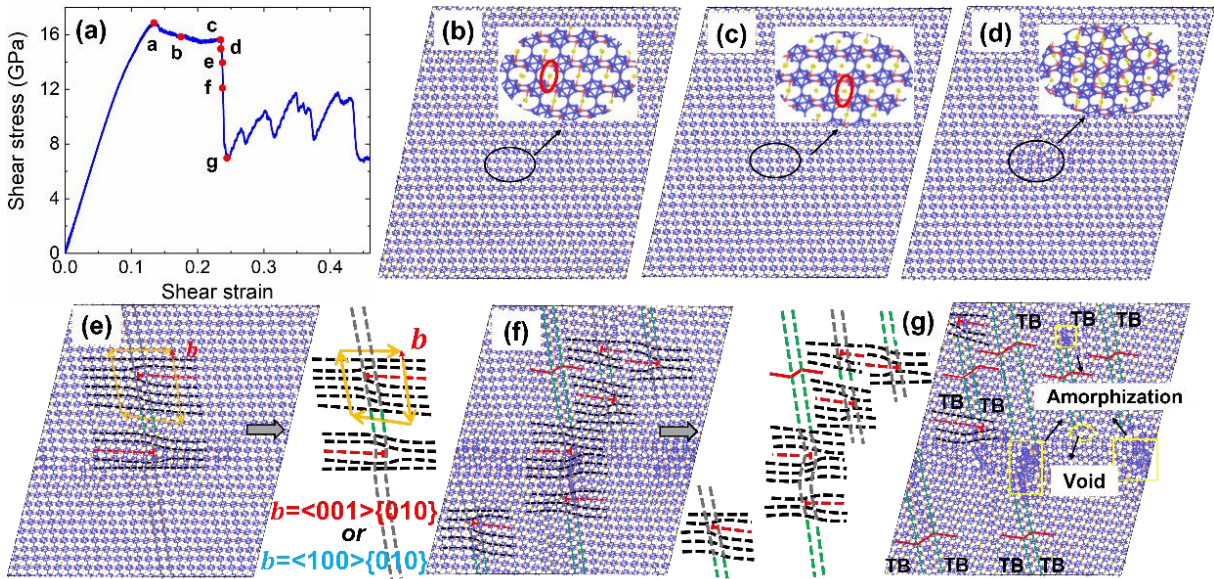 (a)
Shear stress (GPa)
16
12
8
4
0
0.0 0.1 0.2 0.3 0.4
Shear strain
a
b
c
d
e
f
g
(b)
(c)
(d)
(e)
b
b
b=<001>{010}
or
b=<100>{010}
(f)
(g)
TB TB TB
TB TB
Amorphization
Void
TB TB TB TB